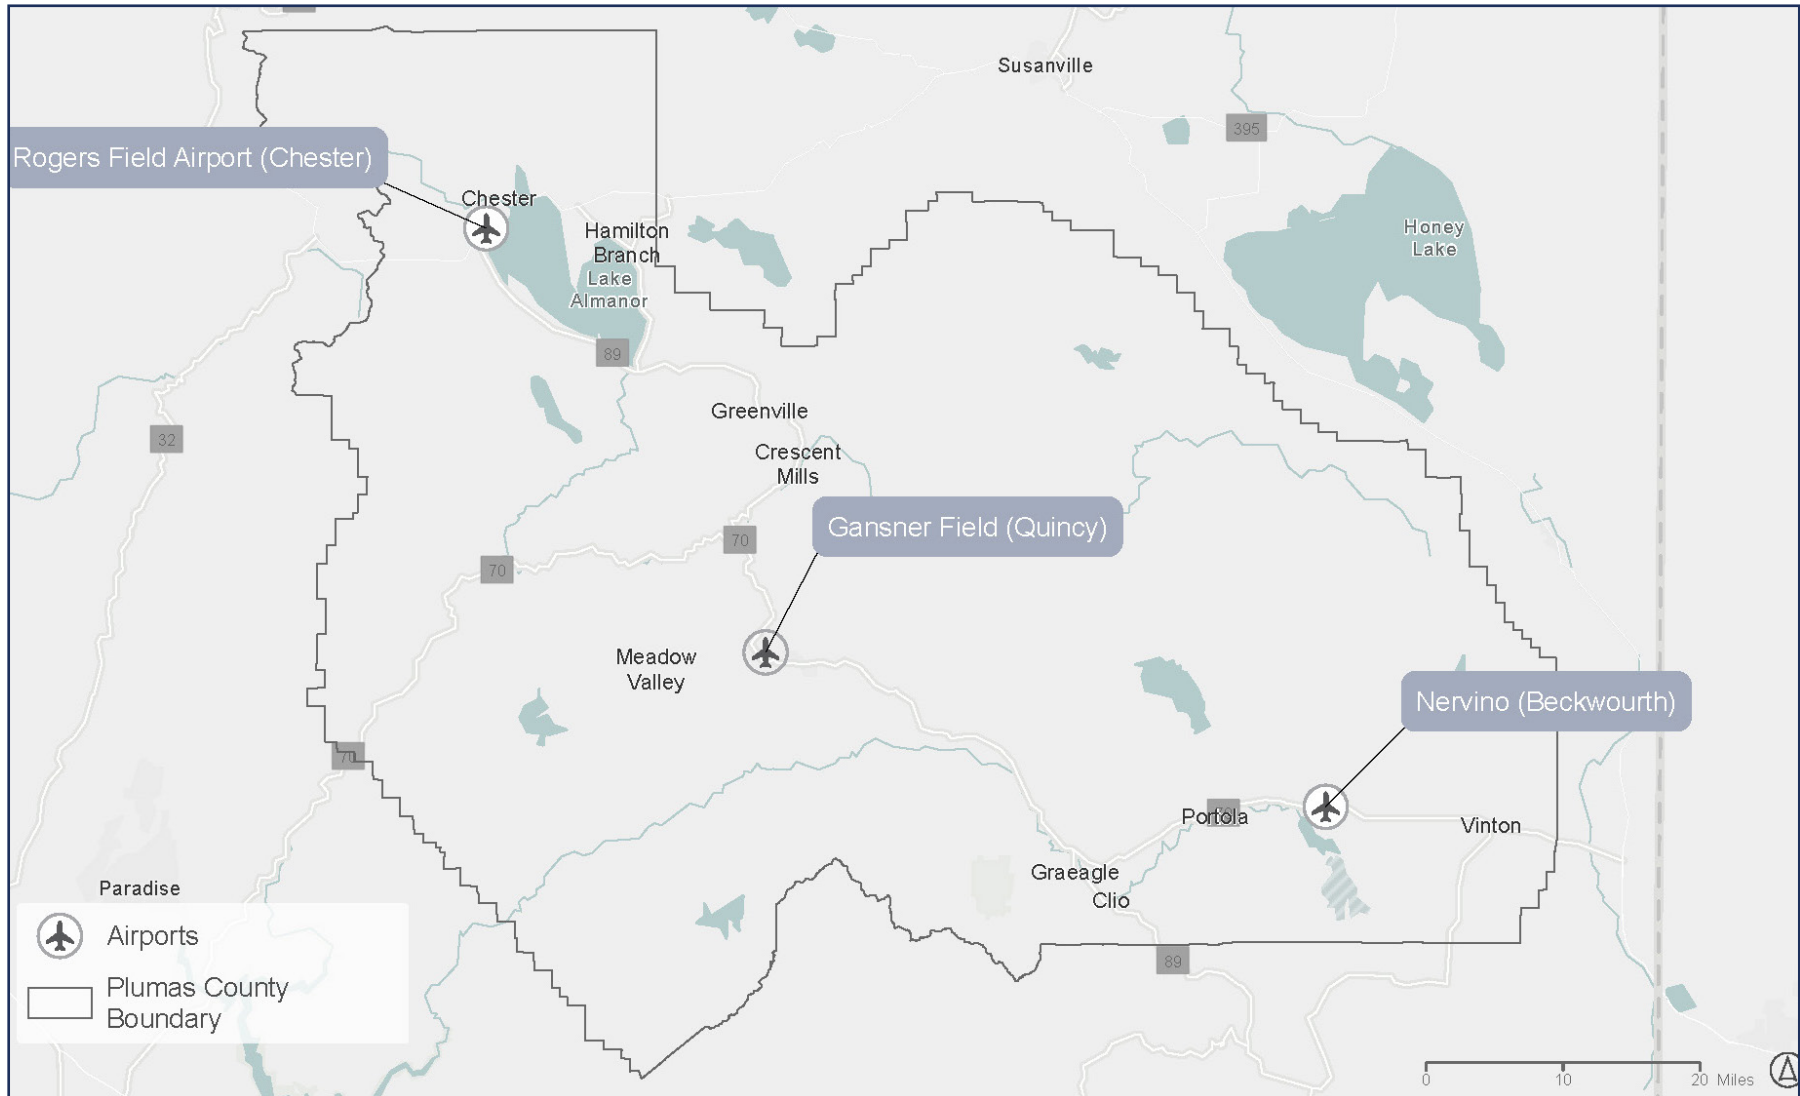 Susanville
395
Rogers Field Airport (Chester)
Chester
Hamilton
Branch
Lake
Almanor
Honey
Lake
89
Greenville
32
Crescent
Mills
Gansner Field (Quincy)
70
70
Meadow
Valley
Nervino (Beckwourth)
70
Portola
Vinton
Graeagle
Clio
Paradise
89
Airports
Plumas County
Boundary
0 10 20 Miles